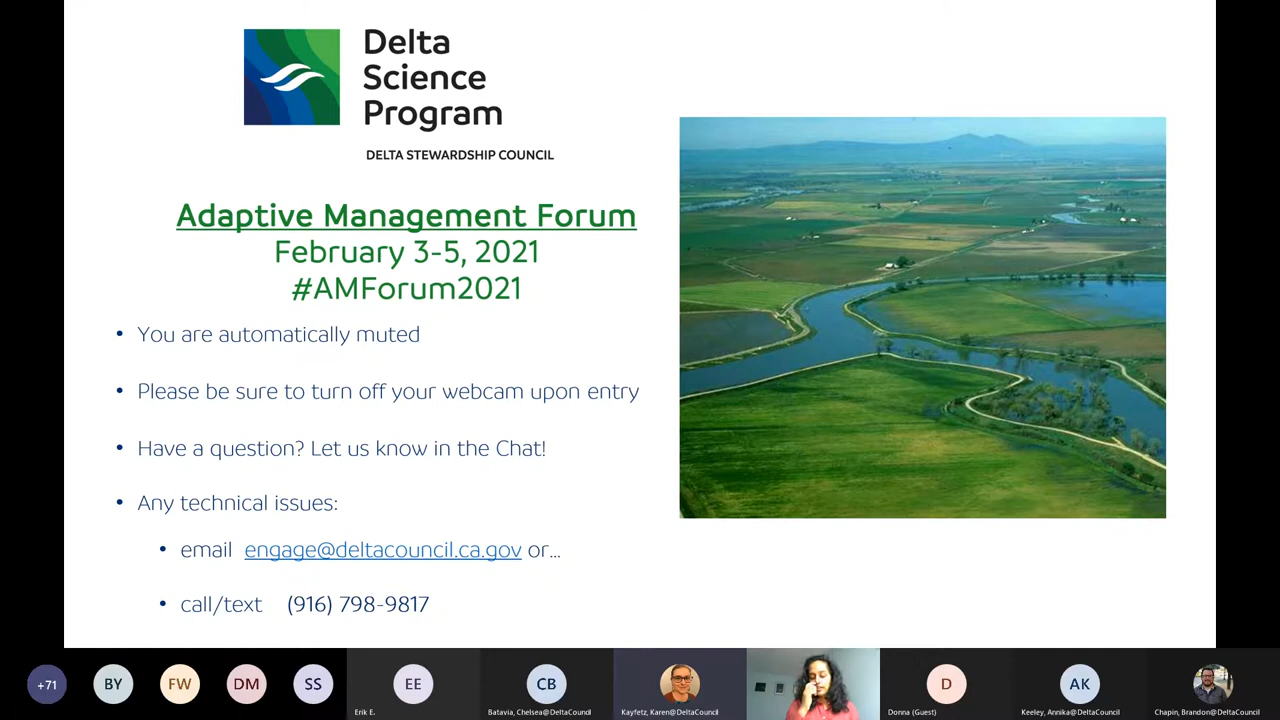 Delta
Science
Program
DELTA STEWARDSHIP COUNCIL
Adaptive Management Forum
February 3-5, 2021
#AMForum2021
• You are automatically muted
• Please be sure to turn off your webcam upon entry
• Have a question? Let us know in the Chat!
• Any technical issues:
• email engage@deltacouncil.ca.gov or...
• call/text (916) 798-9817
+71
BY
FW
DM
SS
EE
CB
D
AK
Erik E.
Batavia, Chelsea@DeltaCouncil
Kayfetz, Karen@DeltaCouncil
Donna (Guest)
Keeley, Annika@DeltaCouncil
Chapin, Brandon@DeltaCouncil